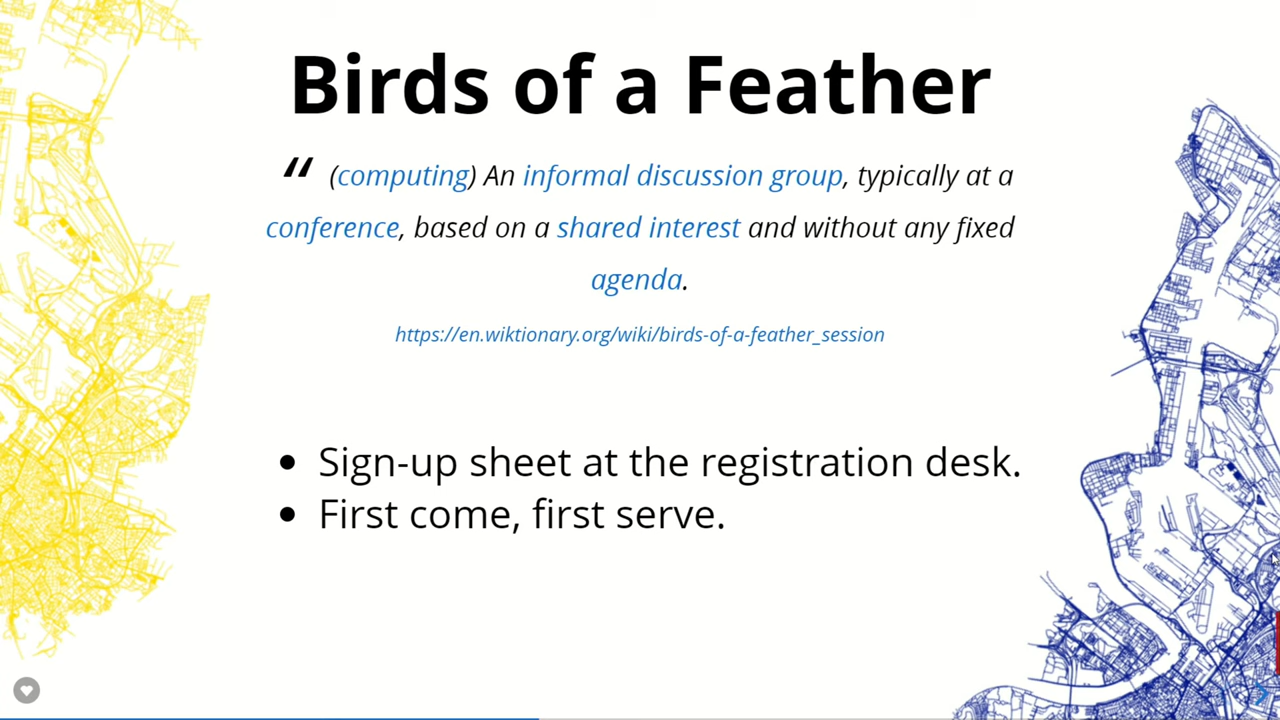 Birds of a Feather
“ (computing) An informal discussion group, typically at a
conference, based on a shared interest and without any fixed
agenda.
https://en.wiktionary.org/wiki/birds-of-a-feather_session
• Sign-up sheet at the registration desk.
• First come, first serve.